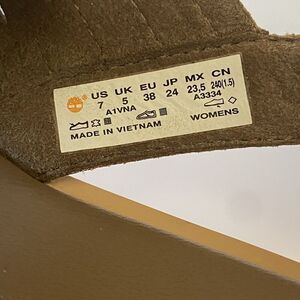 US UK EU JP MX CN
7 5 38 24 23,5 240(1.5)
A1VNA A3334
MADE IN VIETNAM WOMENS